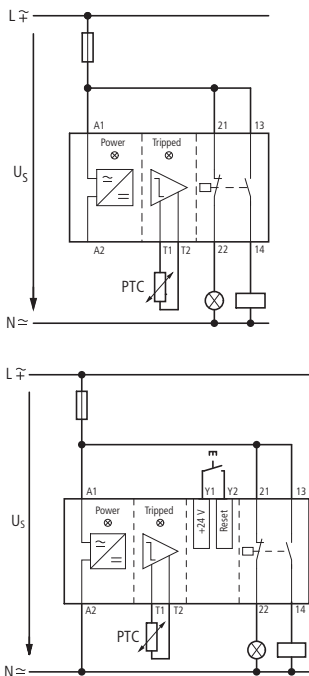 L ≂
A1 21 13
Power Tripped
US
A2 T1 T2 22 14
PTC
N ≃
L ≂
Y1 Y2
A1 21 13
Power Tripped +24 V Reset
US
A2 T1 T2 22 14
PTC
N ≃